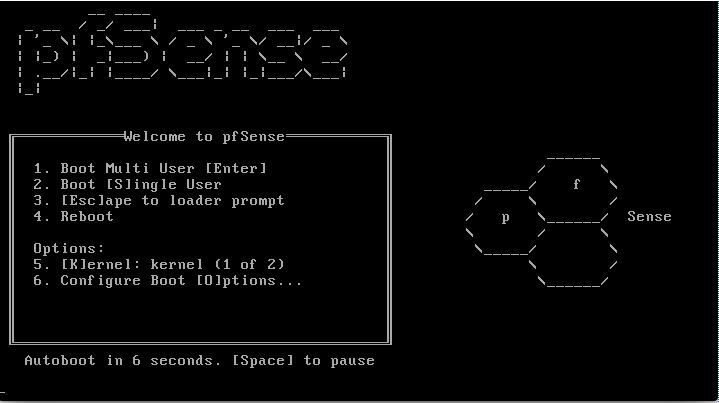 pfSense
Welcome to pfSense
1. Boot Multi User [Enter]
2. Boot [S]ingle User
3. [Esc]ape to loader prompt
4. Reboot
Options:
5. [K]ernel: kernel (1 of 2)
6. Configure Boot [O]ptions...
f
p Sense
Autoboot in 6 seconds. [Space] to pause